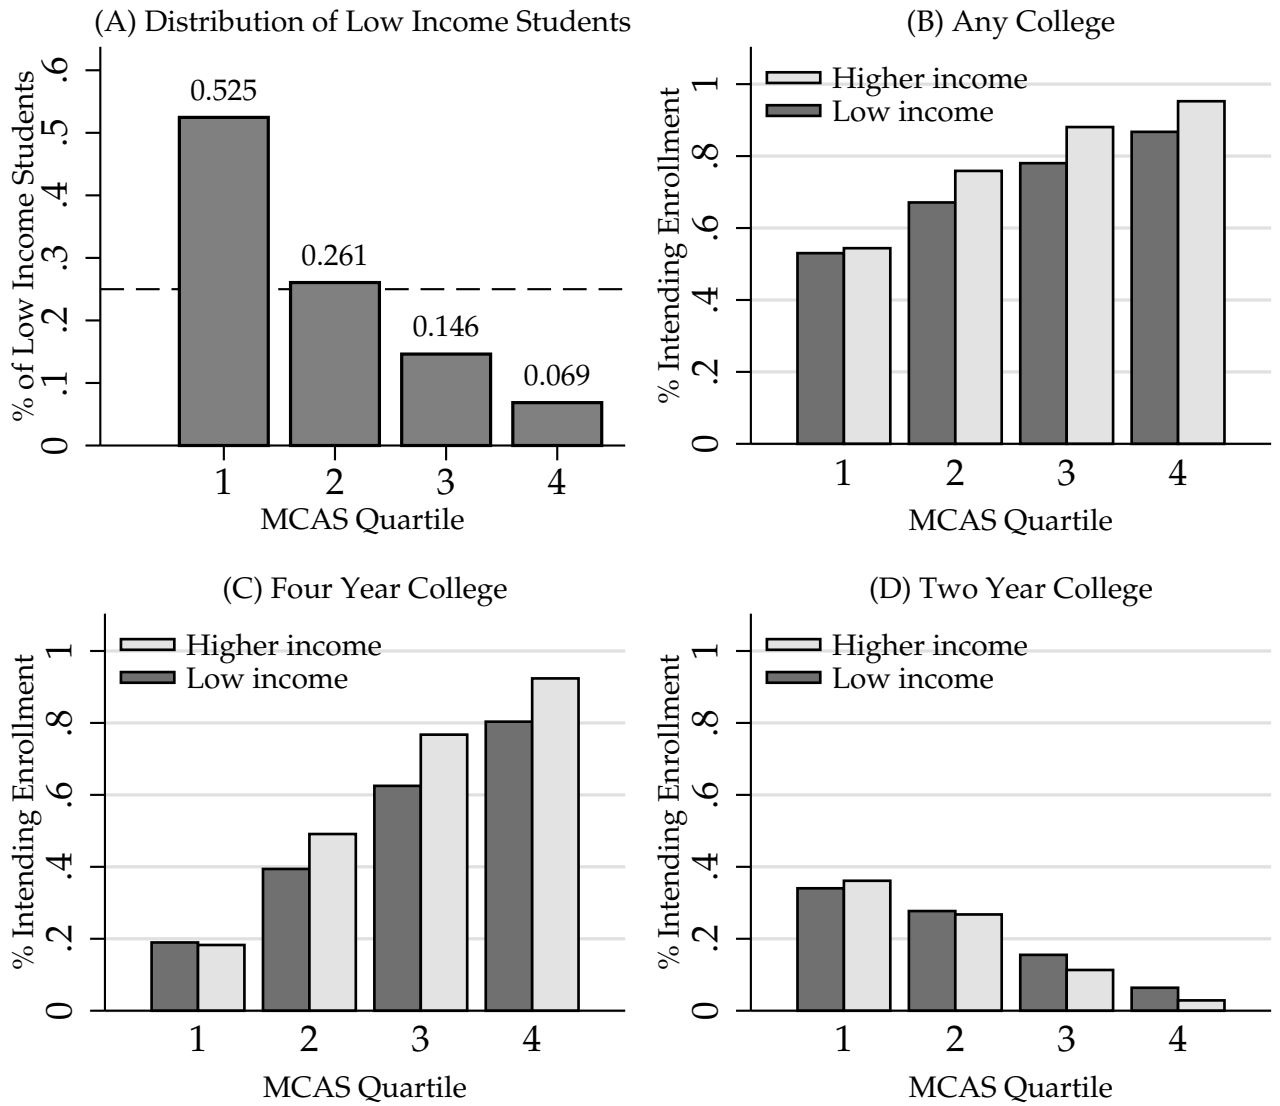 (A) Distribution of Low Income Students
% of Low Income Students
.6
.5
.4
.3
.2
.1
0
0.525
0.261
0.146
0.069
1 2 3 4
MCAS Quartile
(B) Any College
% Intending Enrollment
1
.8
.6
.4
.2
0
Higher income
Low income
1 2 3 4
MCAS Quartile
(C) Four Year College
% Intending Enrollment
1
.8
.6
.4
.2
0
Higher income
Low income
1 2 3 4
MCAS Quartile
(D) Two Year College
% Intending Enrollment
1
.8
.6
.4
.2
0
Higher income
Low income
1 2 3 4
MCAS Quartile